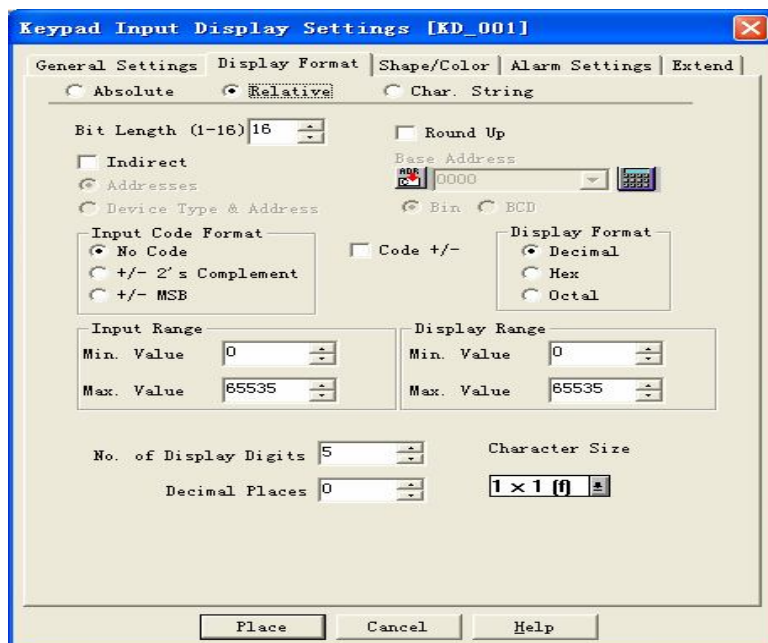 Keypad Input Display Settings [KD_001]
General Settings Display Format Shape/Color Alarm Settings Extend
Absolute Relative Char. String
Bit Length (1-16) 16 Round Up
Indirect Base Address
Addresses ADR 0000
Device Type & Address Bin BCD
Input Code Format Display Format
No Code Code +/- Decimal
+/- 2's Complement Hex
+/- MSB Octal
Input Range Display Range
Min. Value 0 Min. Value 0
Max. Value 65535 Max. Value 65535
No. of Display Digits 5 Character Size
Decimal Places 0 1 × 1 (f)
Place Cancel Help